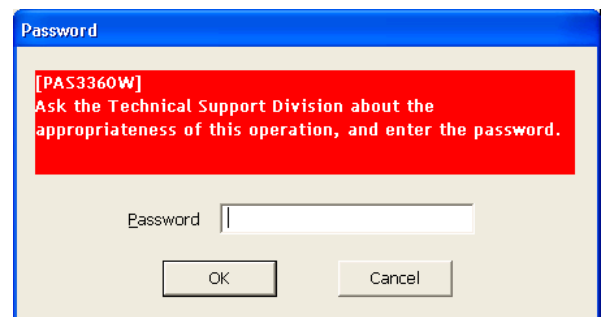 Password
[PAS3360W]
Ask the Technical Support Division about the
appropriateness of this operation, and enter the password.
Password
OK Cancel